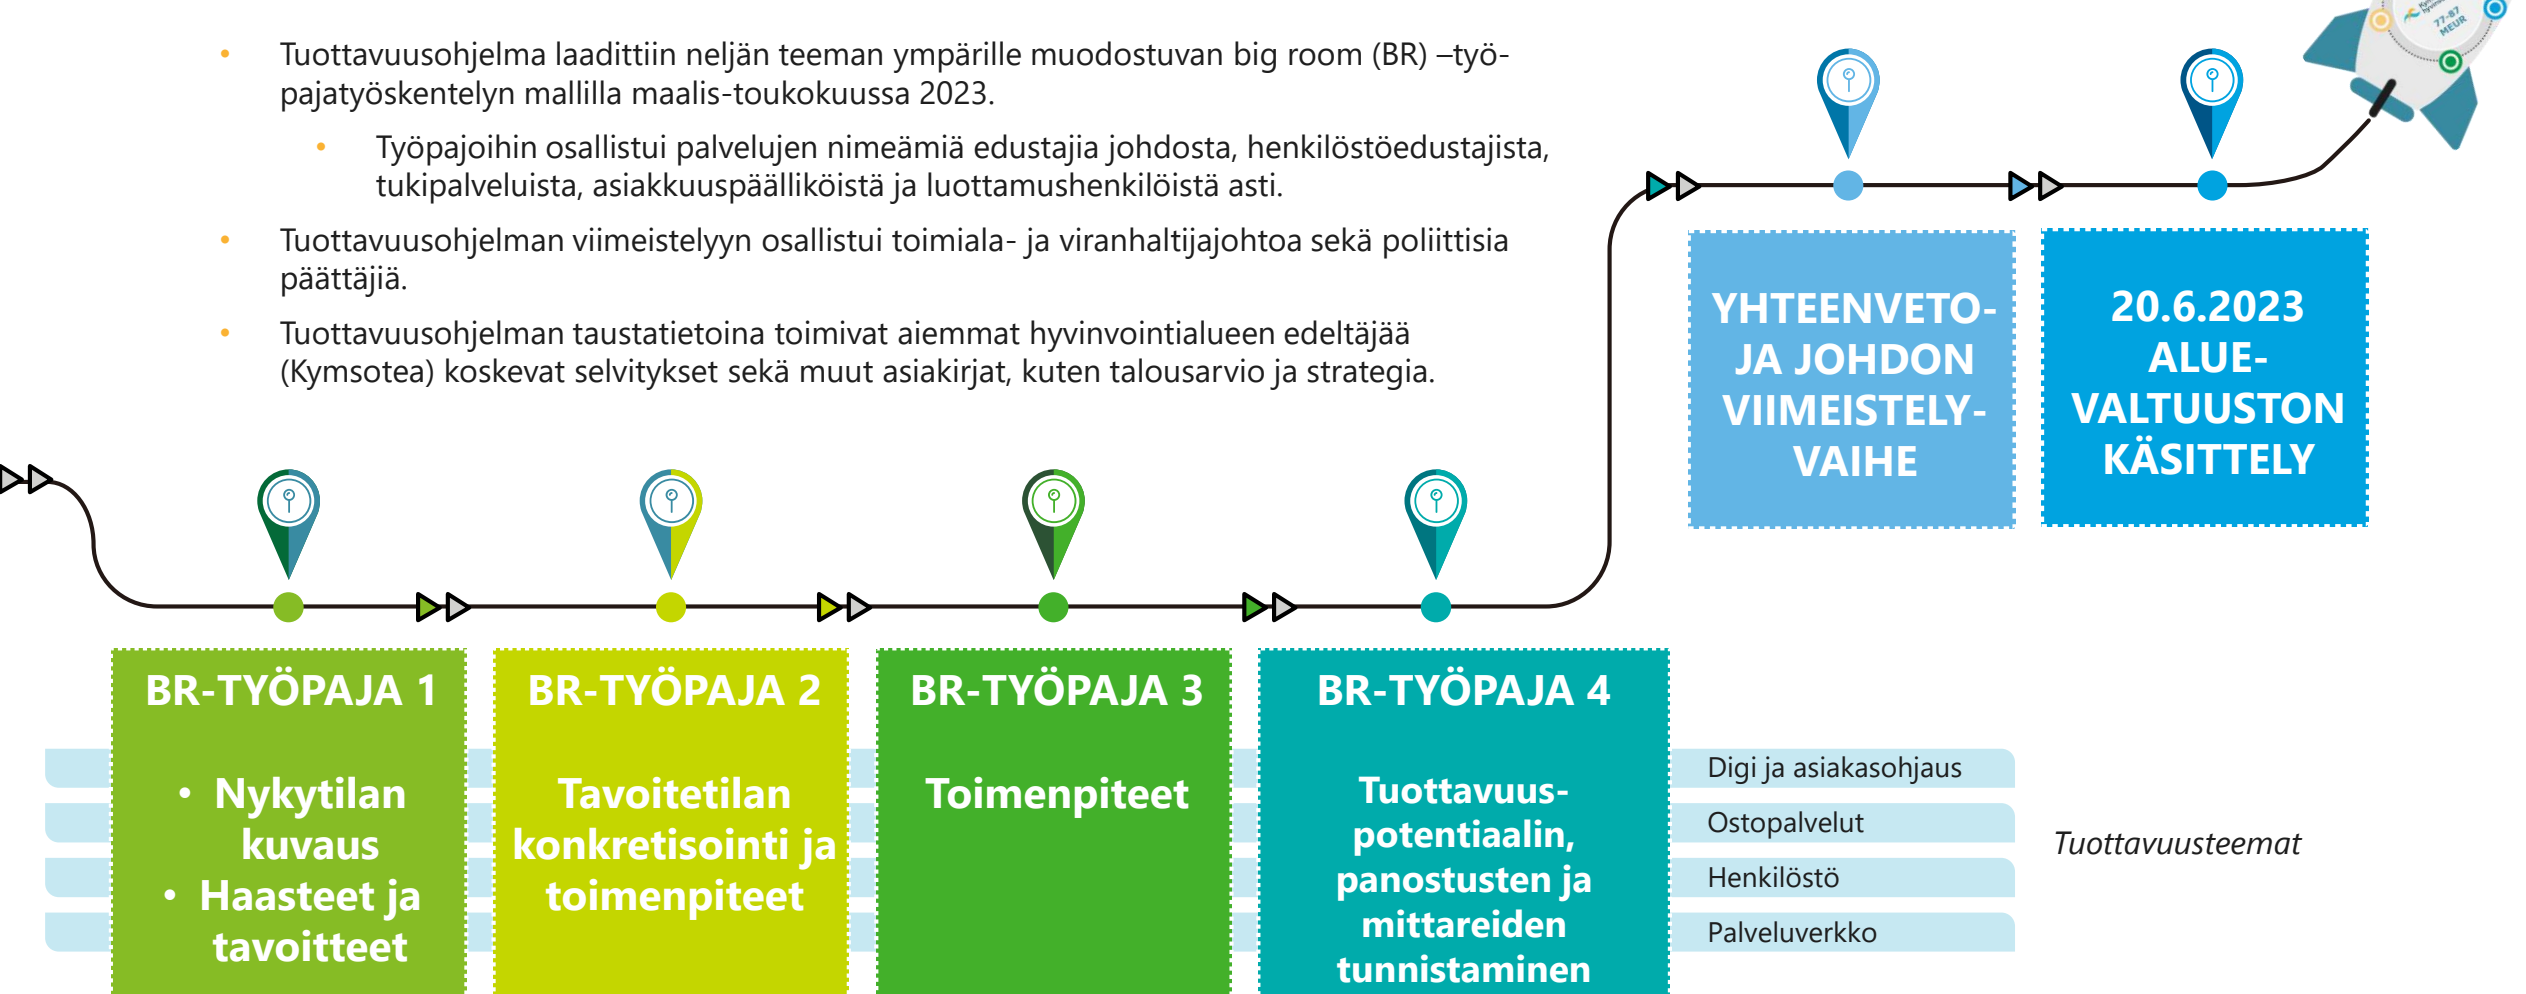 • Tuottavuusohjelma laadittiin neljän teeman ympärille muodostuvan big room (BR) –työ-
pajatyöskentelyn mallilla maalis-toukokuussa 2023.
• Työpajoihin osallistui palvelujen nimeämiä edustajia johdosta, henkilöstöedustajista,
tukipalveluista, asiakkuuspäälliköistä ja luottamushenkilöistä asti.
• Tuottavuusohjelman viimeistelyyn osallistui toimiala- ja viranhaltijajohtoa sekä poliittisia
päättäjiä.
• Tuottavuusohjelman taustatietoina toimivat aiemmat hyvinvointialueen edeltäjää
(Kymsotea) koskevat selvitykset sekä muut asiakirjat, kuten talousarvio ja strategia.
77-87
MEUR
YHTEENVETO-
JA JOHDON
VIIMEISTELY-
VAIHE
20.6.2023
ALUE-
VALTUUSTON
KÄSITTELY
BR-TYÖPAJA 1
• Nykytilan
kuvaus
• Haasteet ja
tavoitteet
BR-TYÖPAJA 2
Tavoitetilan
konkretisointi ja
toimenpiteet
BR-TYÖPAJA 3
Toimenpiteet
BR-TYÖPAJA 4
Tuottavuus-
potentiaalin,
panostusten ja
mittareiden
tunnistaminen
Digi ja asiakasohjaus
Ostopalvelut
Henkilöstö
Palveluverkko
Tuottavuusteemat